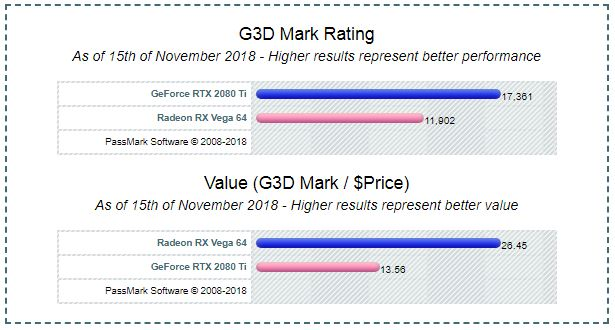 G3D Mark Rating
As of 15th of November 2018 - Higher results represent better performance
GeForce RTX 2080 Ti 17,361
Radeon RX Vega 64 11,902
PassMark Software © 2008-2018
Value (G3D Mark / $Price)
As of 15th of November 2018 - Higher results represent better value
Radeon RX Vega 64 26.45
GeForce RTX 2080 Ti 13.56
PassMark Software © 2008-2018